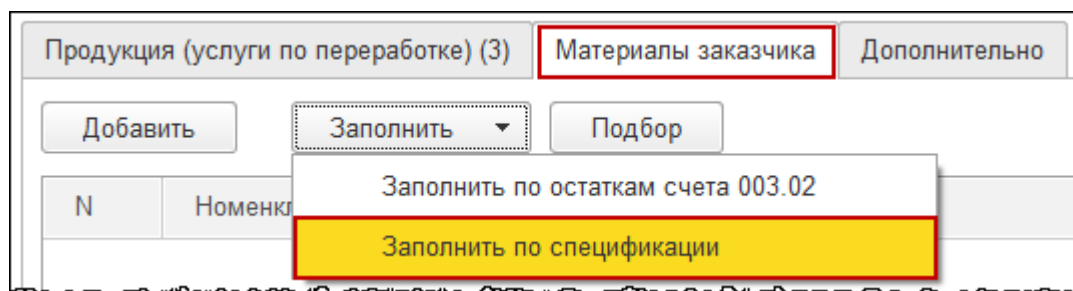 Продукция (услуги по переработке) (3) Материалы заказчика Дополнительно
Добавить Заполнить Подбор
Заполнить по остаткам счета 003.02
N
Заполнить по спецификации